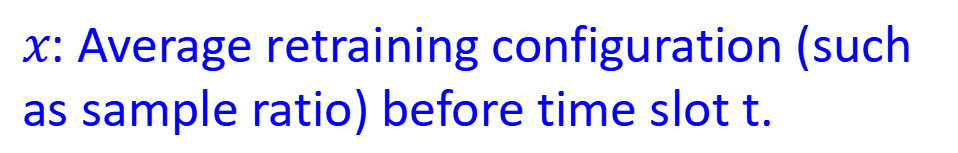 x: Average retraining configuration (such
as sample ratio) before time slot t.